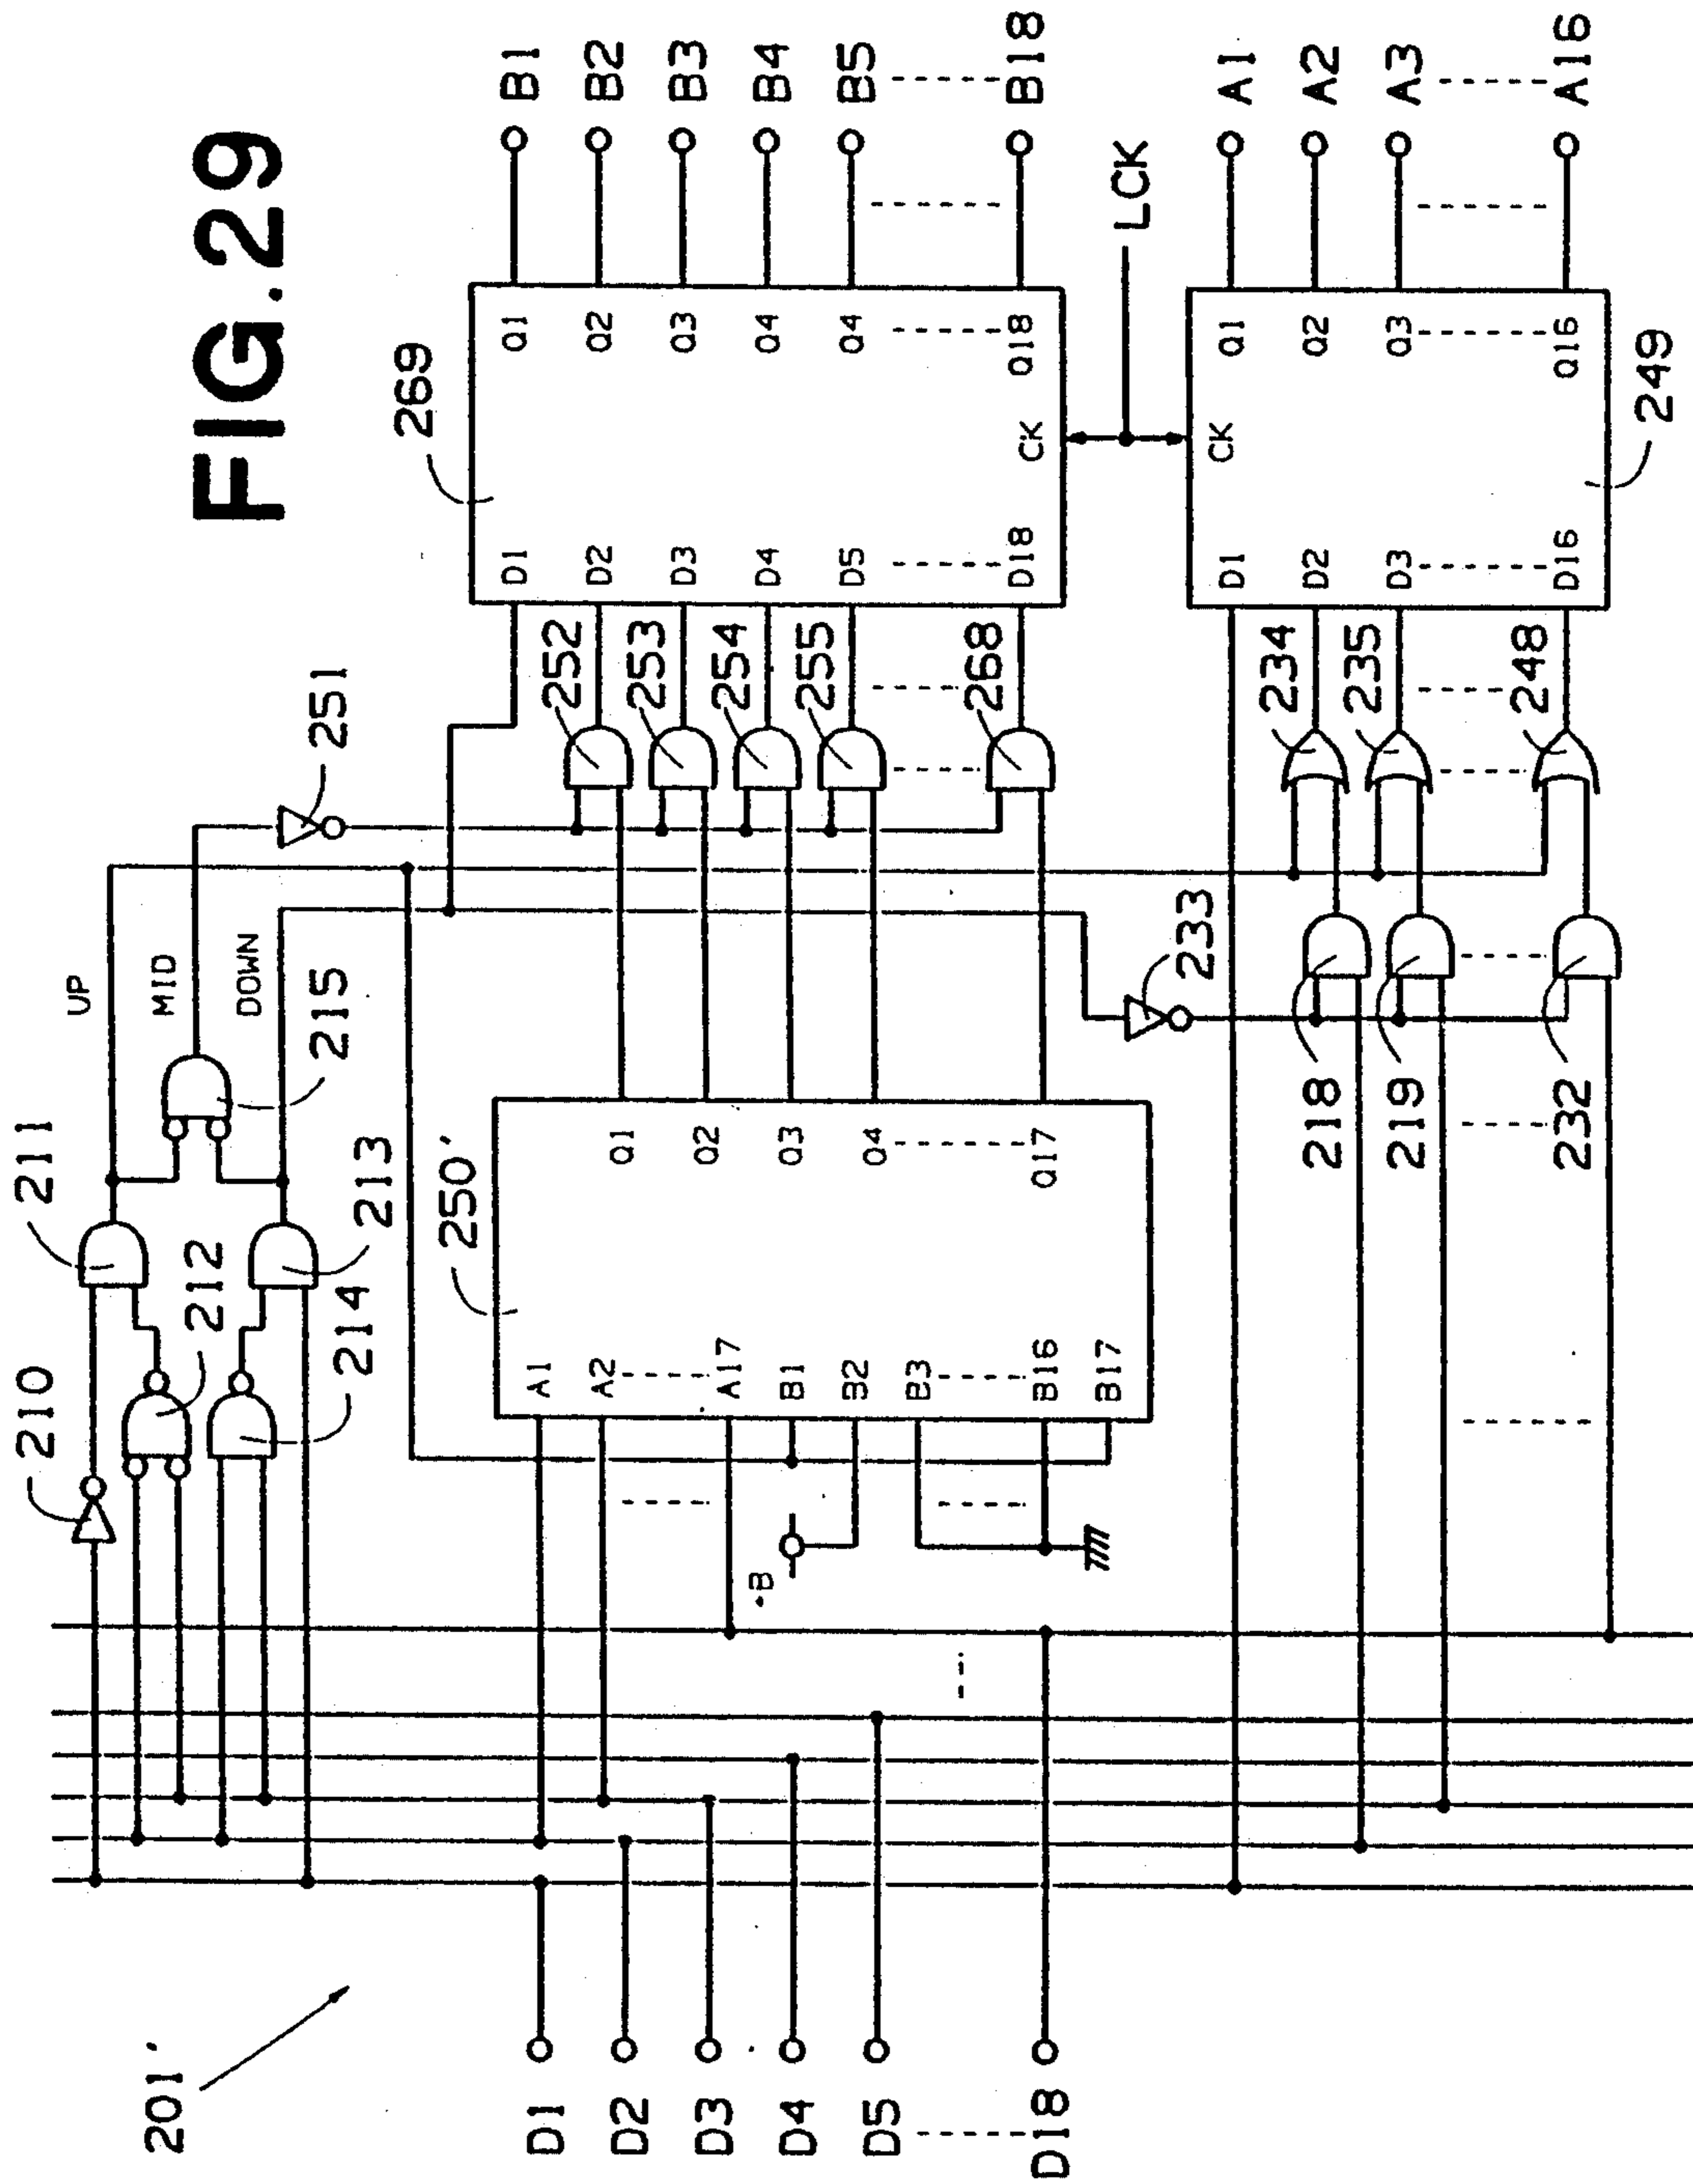 FIG.29
201'
210
211
212
214
213
215
UP
MID
DOWN
251
269
250'
D1
D2
D3
D4
D5
D18
A1
A2
A17
B1
B2
B3
B16
B17
•B
Q1
Q2
Q3
Q4
Q17
252
253
254
255
268
D1
D2
D3
D4
D5
D18
Q1
Q2
Q3
Q4
Q4
Q18
CK
B1
B2
B3
B4
B5
B18
LCK
233
218
219
232
234
235
248
CK
D1
D2
D3
D16
Q1
Q2
Q3
Q16
249
A1
A2
A3
A16